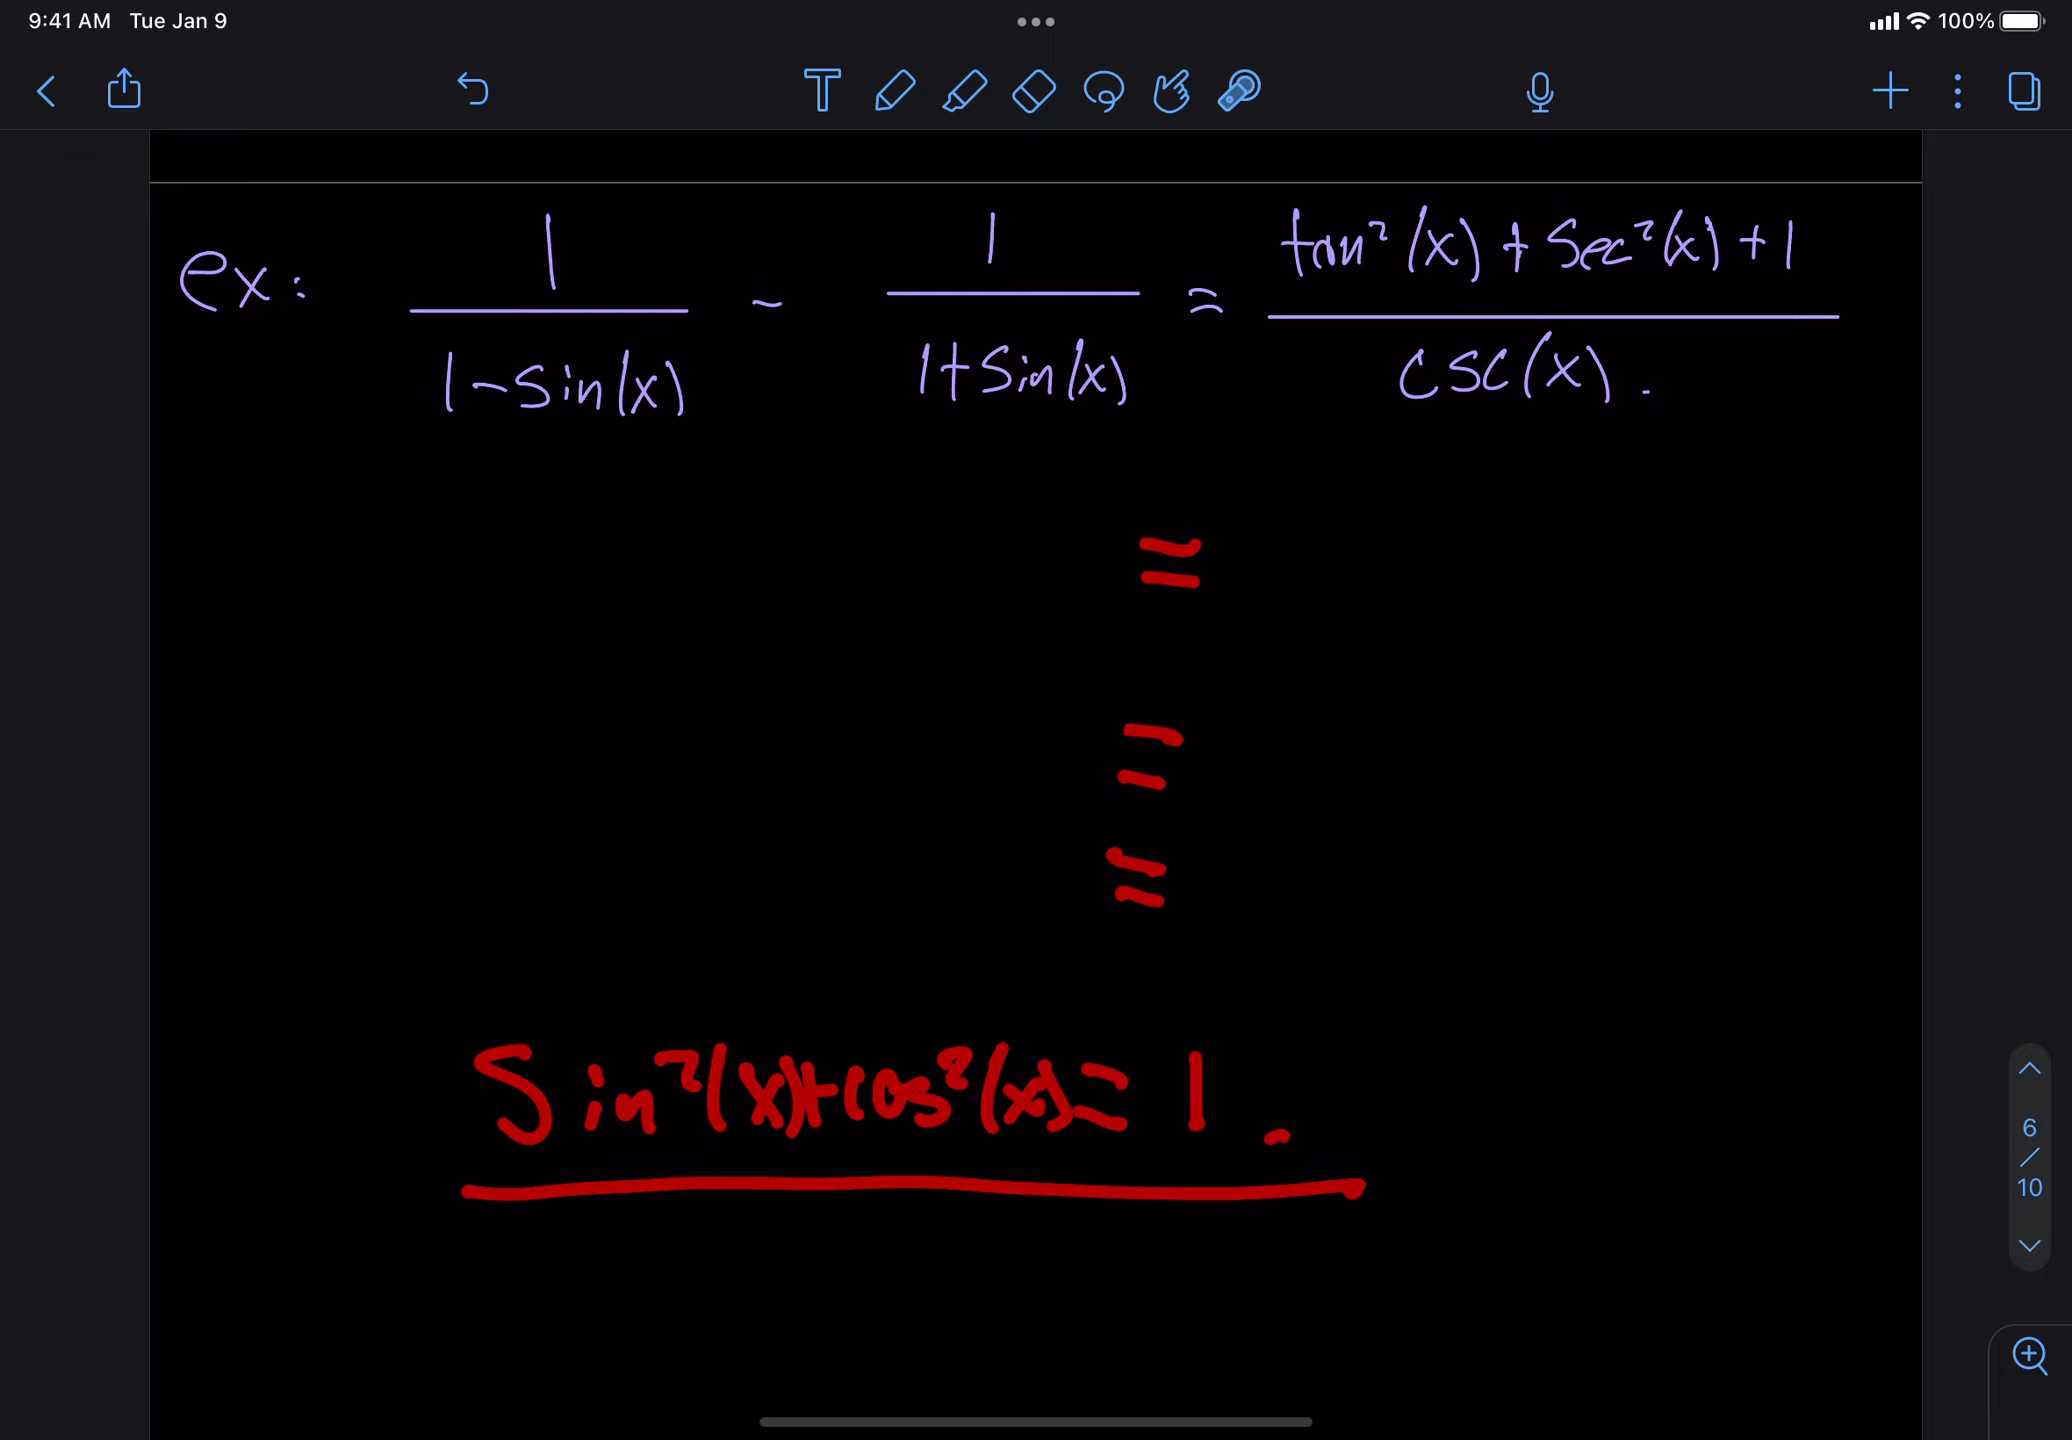 9:41 AM Tue Jan 9
100%
ex: 1/(1-Sin(x)) - 1/(1+Sin(x)) = (tan²(x) + Sec²(x) + 1)/CSC(x).
=
=
=
Sin²(x)+cos²(x)= 1.
6
/
10